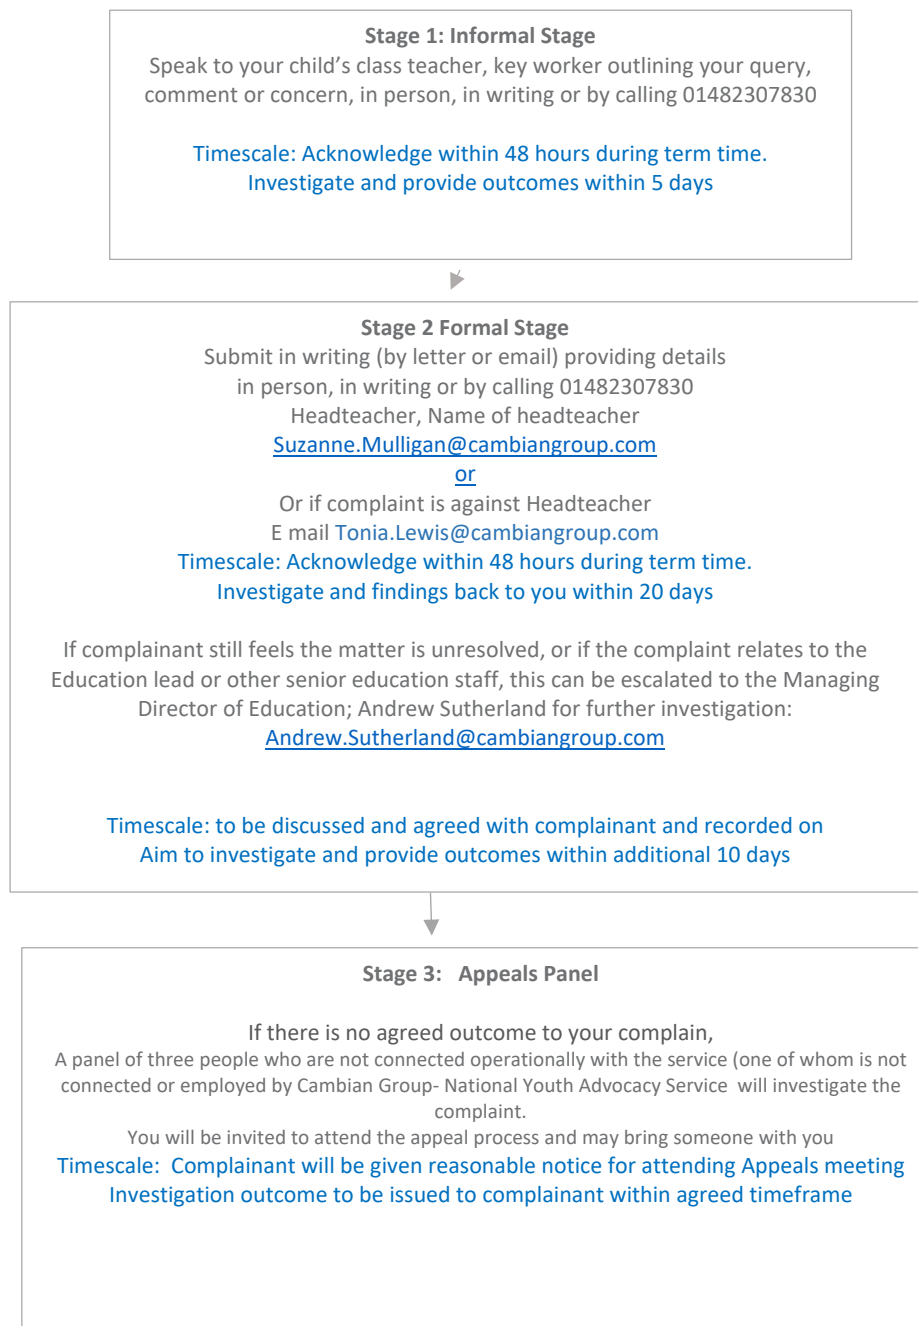 Stage 1: Informal Stage
Speak to your child's class teacher, key worker outlining your query,
comment or concern, in person, in writing or by calling 01482307830
Timescale: Acknowledge within 48 hours during term time.
Investigate and provide outcomes within 5 days
Stage 2 Formal Stage
Submit in writing (by letter or email) providing details
in person, in writing or by calling 01482307830
Headteacher, Name of headteacher
Suzanne.Mulligan@cambiangroup.com
or
Or if complaint is against Headteacher
E mail Tonia.Lewis@cambiangroup.com
Timescale: Acknowledge within 48 hours during term time.
Investigate and findings back to you within 20 days
If complainant still feels the matter is unresolved, or if the complaint relates to the
Education lead or other senior education staff, this can be escalated to the Managing
Director of Education; Andrew Sutherland for further investigation:
Andrew.Sutherland@cambiangroup.com
Timescale: to be discussed and agreed with complainant and recorded on
Aim to investigate and provide outcomes within additional 10 days
Stage 3: Appeals Panel
If there is no agreed outcome to your complain,
A panel of three people who are not connected operationally with the service (one of whom is not
connected or employed by Cambian Group- National Youth Advocacy Service will investigate the
complaint.
You will be invited to attend the appeal process and may bring someone with you
Timescale: Complainant will be given reasonable notice for attending Appeals meeting
Investigation outcome to be issued to complainant within agreed timeframe